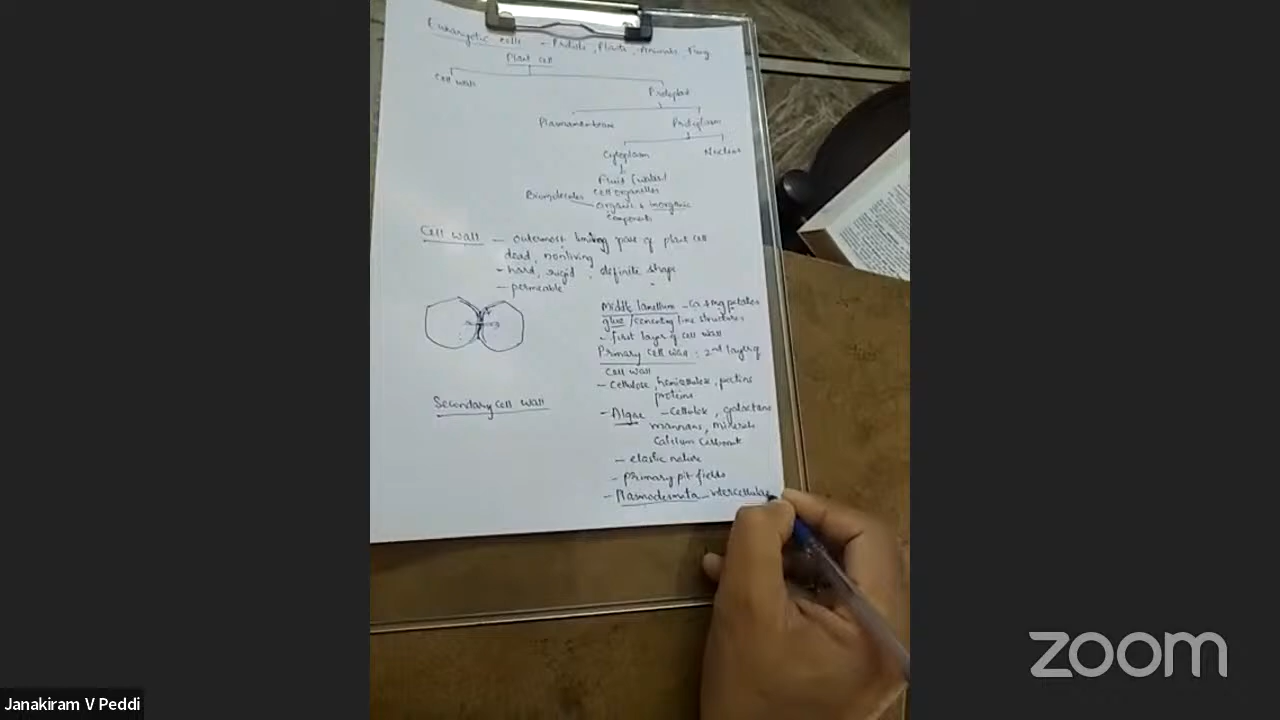 Eukaryotic cells - Protists, Plants, Animals, Fungi
Plant cell
Cell wall
Protoplast
Plasmamembrane
Protoplasm
Cytoplasm
Nucleus
Fluid (water)
Cell organelles
Biomolecules
organic & inorganic
components
Cell wall - outermost limiting part of plant cell
dead, nonliving
- hard, rigid, definite shape
- permeable
Middle lamellum - Ca & Mg pectates
glue / cementing line structures
- first layer of cell wall
Primary cell wall : 2nd layer of
cell wall
- Cellulose, hemicellulose, pectins
proteins
Secondary cell wall
- Algae - Cellulose, galactans
mannans, minerals
Calcium Carbonate
- elastic nature
- primary pit fields
- Plasmodesmata - intercellular
Janakiram V Peddi
zoom